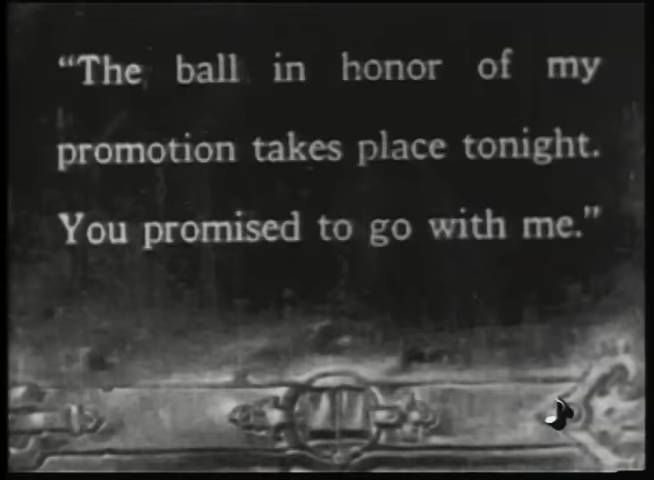 “The ball in honor of my
promotion takes place tonight.
You promised to go with me.”